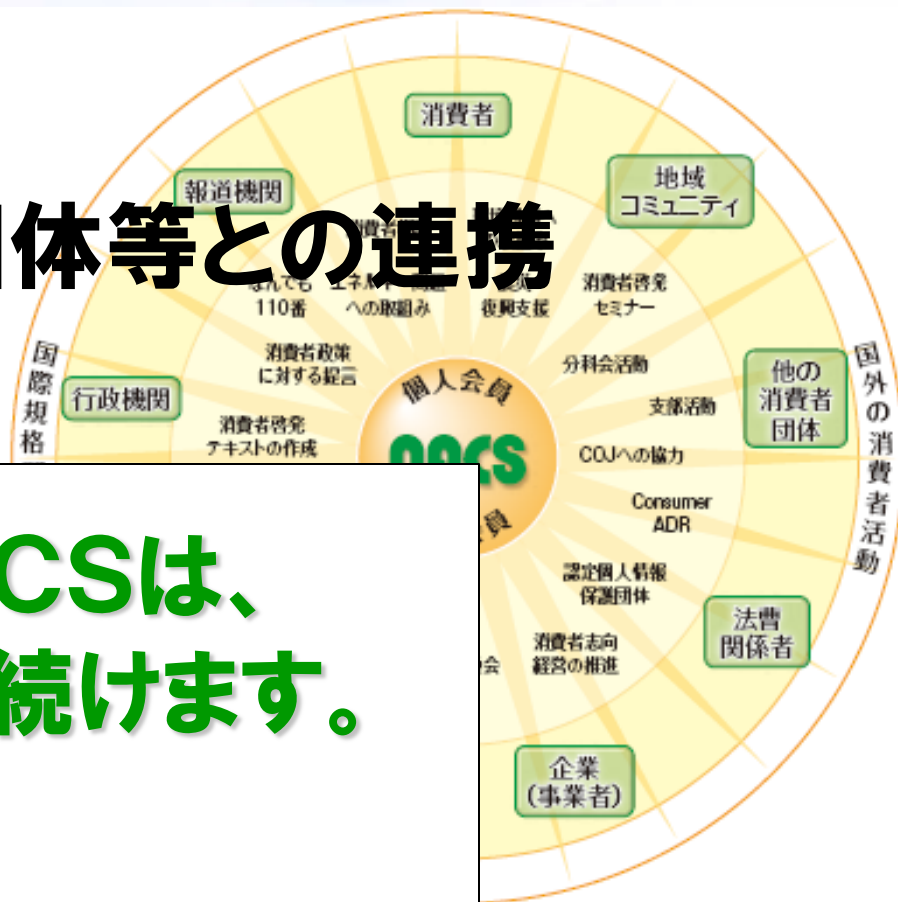 消費者
地域
コミュニティ
報道機関
体等との連携
110番
への取組み
復興支援
消費者啓発
セミナー
消費者政策
に対する提言
分科会活動
国際規格
行政機関
個人会員
他の
消費者
団体
国外の消費者活動
支部活動
消費者啓発
テキストの作成
COJへの協力
Consumer
ADR
CSは、
認定個人情報
保護団体
法曹
関係者
消費者志向
経営の推進
続けます。
企業
(事業者)